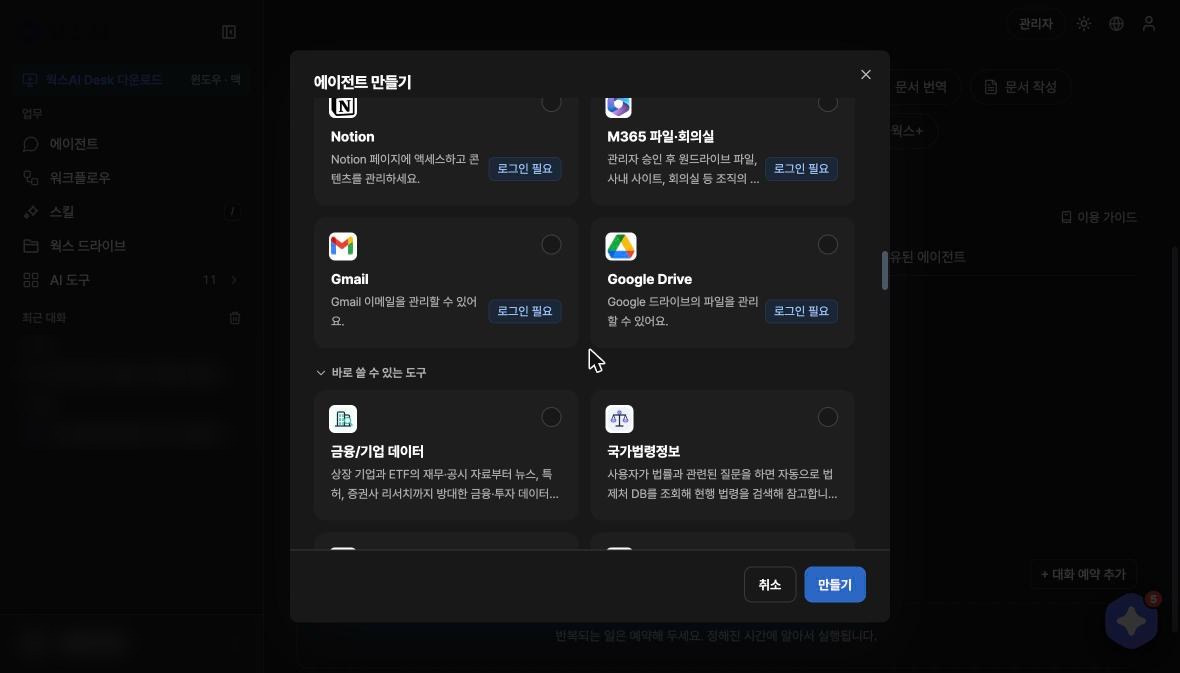 관리자
웍스AI Desk 다운로드
윈도우 · 맥
업무
에이전트
워크플로우
스킬
/
웍스 드라이브
AI 도구
11
최근 대화
문서 번역
문서 작성
웍스+
이용 가이드
유된 에이전트
에이전트 만들기
Notion
Notion 페이지에 액세스하고 콘
텐츠를 관리하세요.
로그인 필요
M365 파일·회의실
관리자 승인 후 원드라이브 파일,
사내 사이트, 회의실 등 조직의 ...
로그인 필요
Gmail
Gmail 이메일을 관리할 수 있어
요.
로그인 필요
Google Drive
Google 드라이브의 파일을 관리
할 수 있어요.
로그인 필요
바로 쓸 수 있는 도구
금융/기업 데이터
상장 기업과 ETF의 재무·공시 자료부터 뉴스, 특
허, 증권사 리서치까지 방대한 금융·투자 데이터...
국가법령정보
사용자가 법률과 관련된 질문을 하면 자동으로 법
제처 DB를 조회해 현행 법령을 검색해 참고합니...
취소
만들기
+ 대화 예약 추가
5
반복되는 일은 예약해 두세요. 정해진 시간에 알아서 실행됩니다.